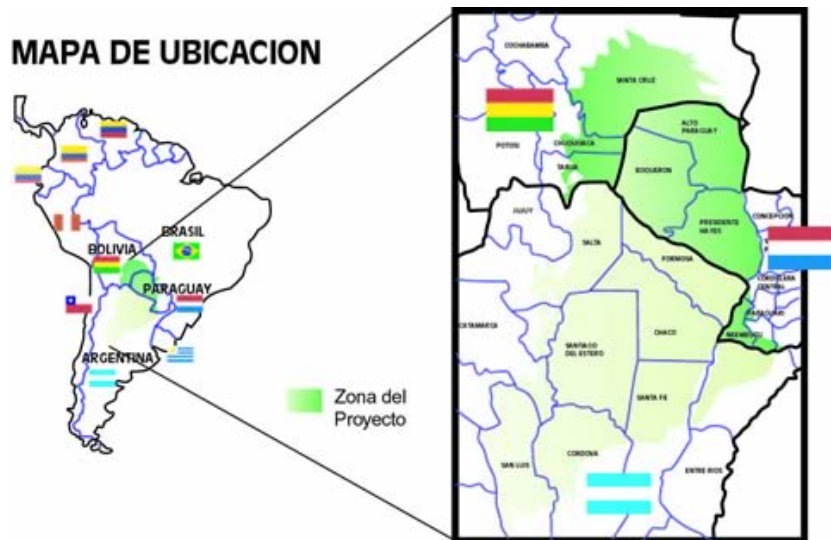 MAPA DE UBICACION
BOLIVIA
BRASIL
PARAGUAY
ARGENTINA
Zona del
Proyecto
COCHABAMBA
SANTA CRUZ
POTOSI
CHUQUISACA
TARIJA
ALTO
PARAGUAY
BOQUERON
PRESIDENTE
HAYES
CONCEPCION
JUJUY
SALTA
FORMOSA
CORDILLERA
CENTRAL
PARAGUARI
ÑEEMBUCU
CATAMARCA
SANTIAGO
DEL ESTERO
CHACO
SANTA FE
SAN LUIS
CORDOVA
ENTRE RIOS